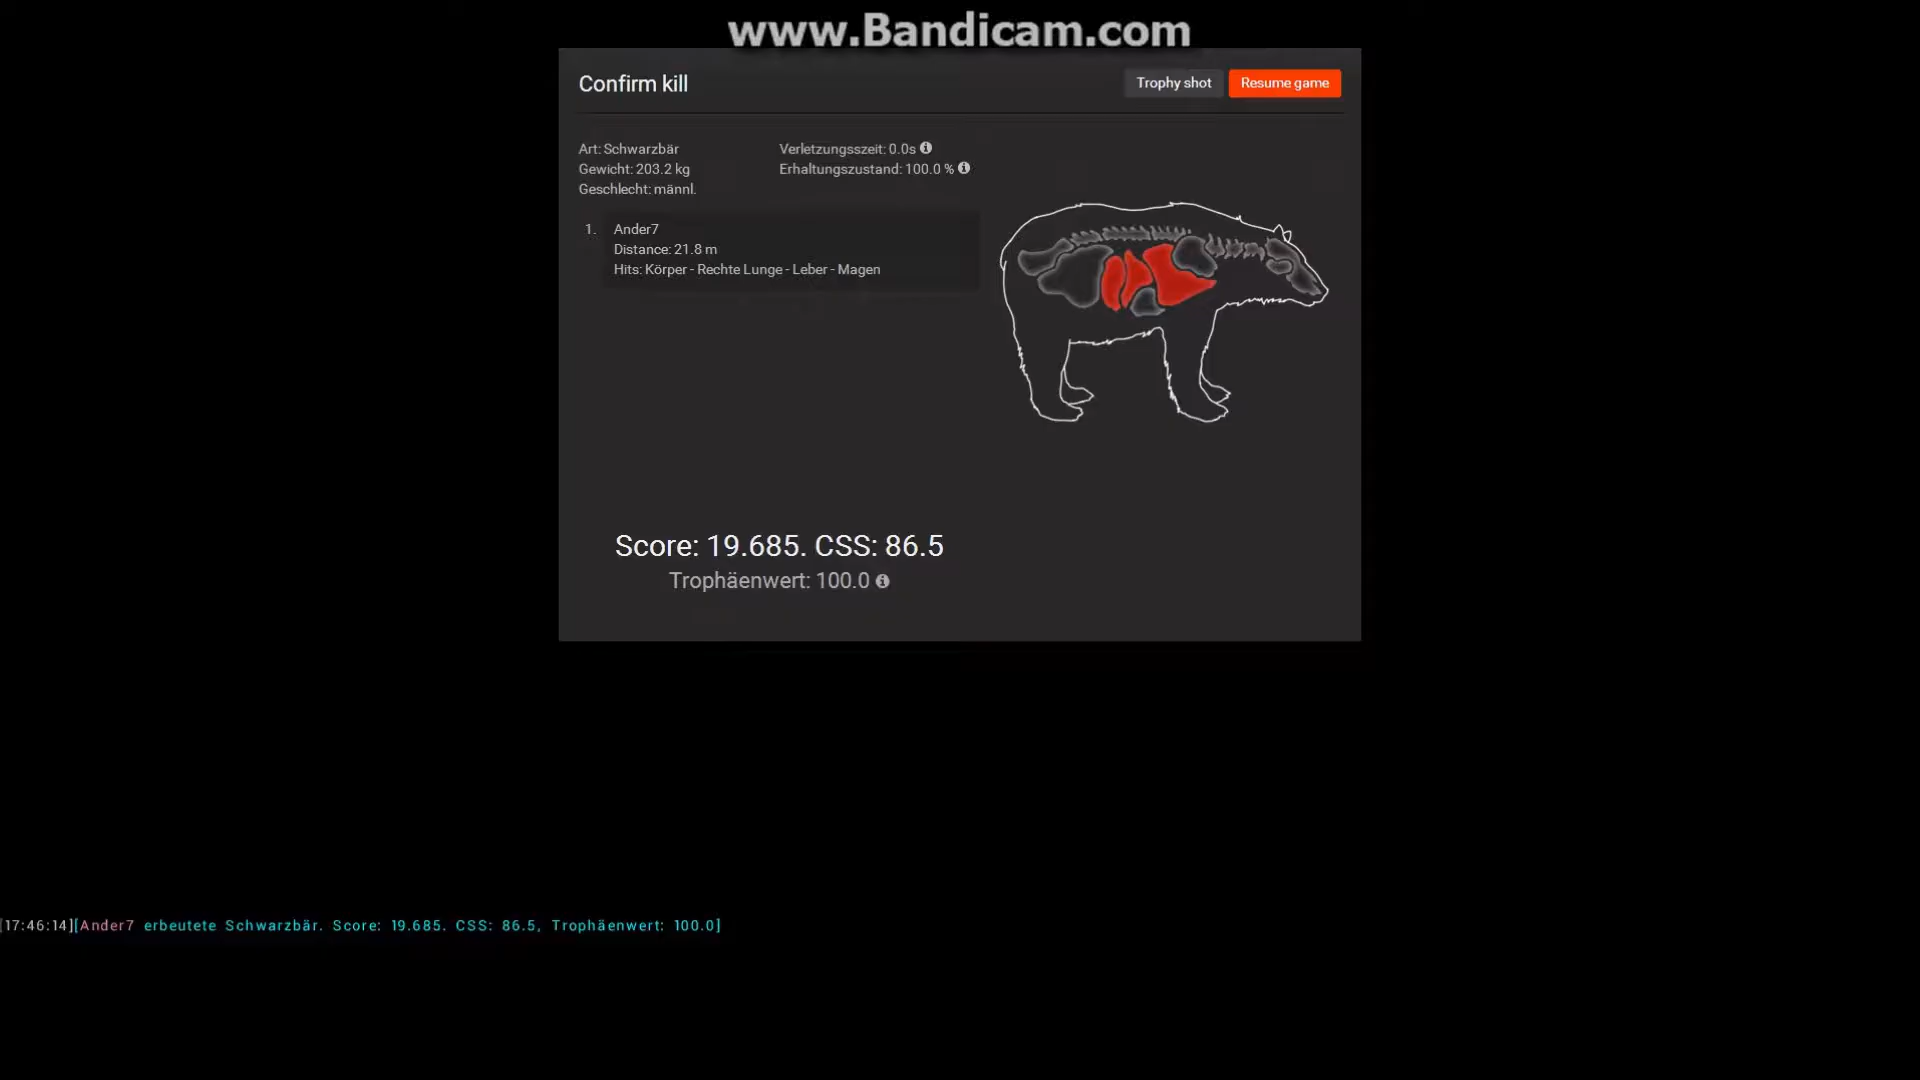 www.Bandicam.com
Confirm kill
Trophy shot
Resume game
Art: Schwarzbär
Verletzungsszeit: 0.0s
Gewicht: 203.2 kg
Erhaltungszustand: 100.0 %
Geschlecht: männl.
1. Ander7
Distance: 21.8 m
Hits: Körper - Rechte Lunge - Leber - Magen
Score: 19.685. CSS: 86.5
Trophäenwert: 100.0
[17:46:14][Ander7 erbeutete Schwarzbär. Score: 19.685. CSS: 86.5, Trophäenwert: 100.0]